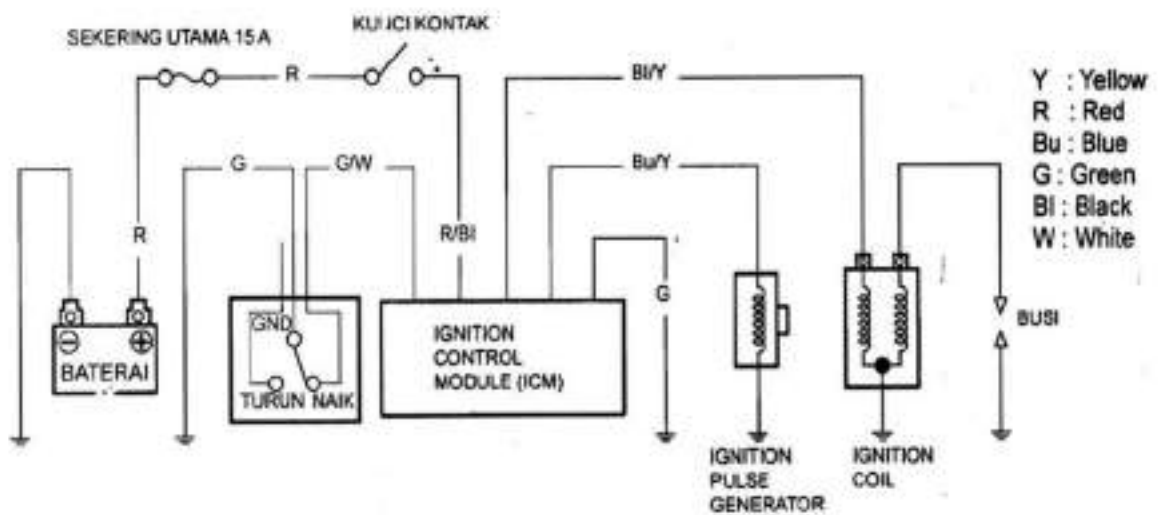 SEKERING UTAMA 15 A
KUNCI KONTAK
R
Bl/Y
G
G/W
Bu/Y
R
R/Bl
G
Y : Yellow
R : Red
Bu : Blue
G : Green
Bl : Black
W : White
GND
TURUN NAIK
BATERAI
IGNITION
CONTROL
MODULE (ICM)
BUSI
IGNITION
PULSE
GENERATOR
IGNITION
COIL